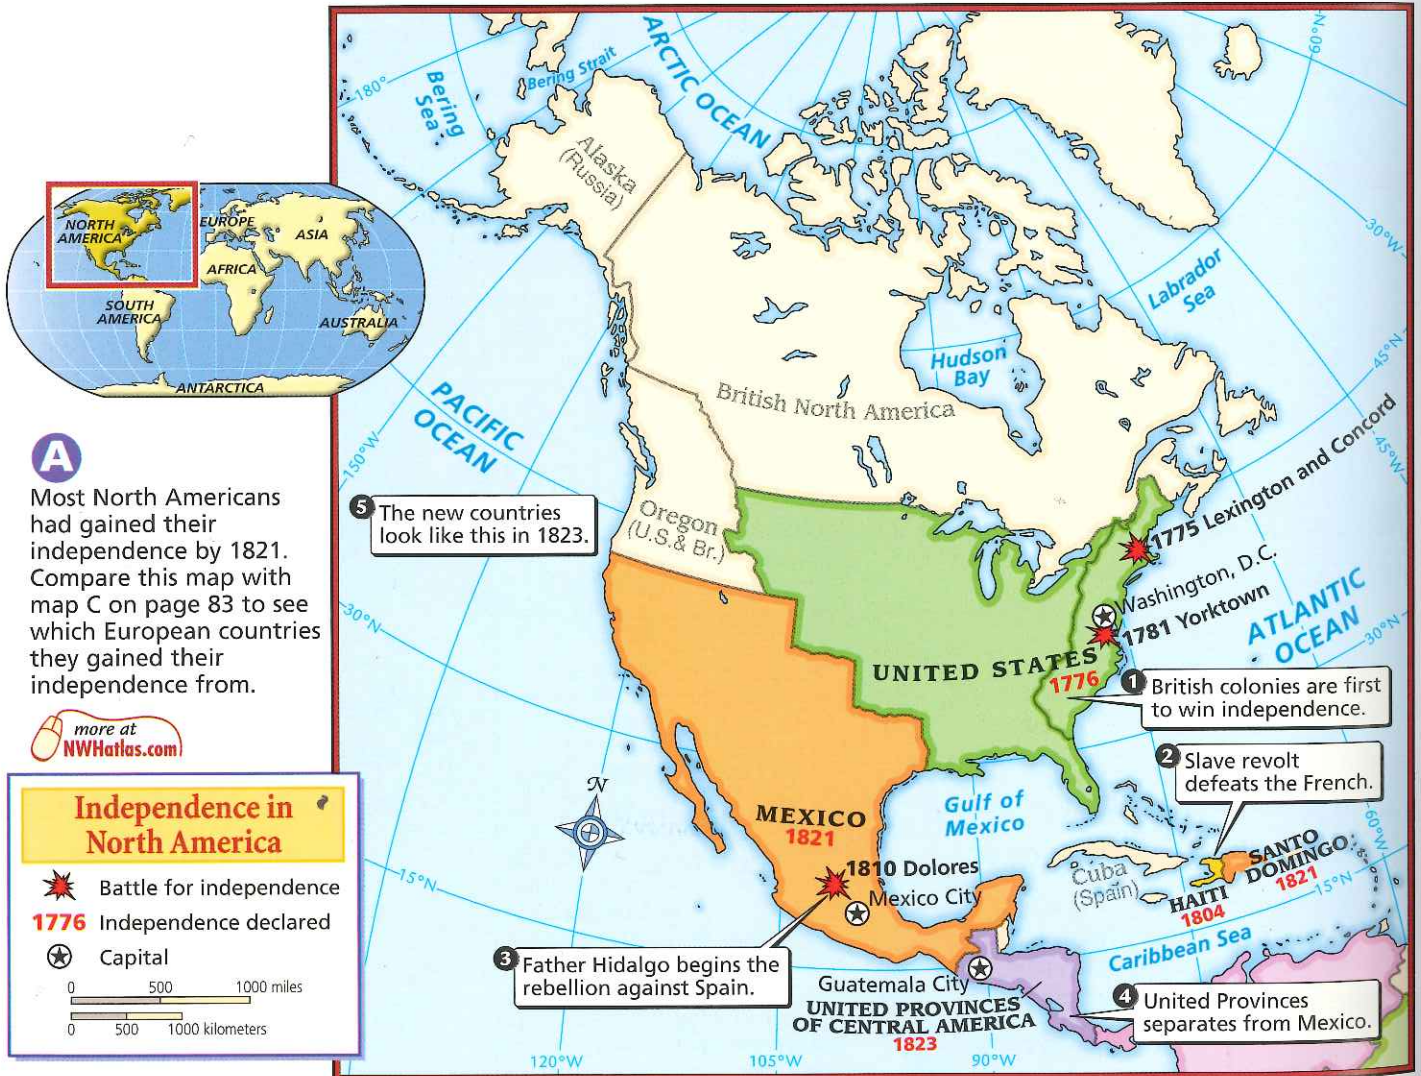 NORTH
AMERICA
EUROPE
ASIA
AFRICA
SOUTH
AMERICA
AUSTRALIA
ANTARCTICA
A
Most North Americans
had gained their
independence by 1821.
Compare this map with
map C on page 83 to see
which European countries
they gained their
independence from.
more at
NWHatlas.com
Independence in
North America
Battle for independence
1776 Independence declared
Capital
0 500 1000 miles
0 500 1000 kilometers
180°
Bering
Sea
Bering Strait
ARCTIC OCEAN
60°N
Alaska
(Russia)
30°W
Labrador
Sea
45°N
Hudson
Bay
British North America
PACIFIC
OCEAN
150°W
45°W
5 The new countries
look like this in 1823.
Oregon
(U.S.& Br.)
1775 Lexington and Concord
Washington, D.C.
1781 Yorktown
ATLANTIC
OCEAN
30°N
30°N
UNITED STATES
1776
1 British colonies are first
to win independence.
2 Slave revolt
defeats the French.
Gulf of
Mexico
MEXICO
1821
1810 Dolores
Mexico City
60°W
Cuba
(Spain)
SANTO
DOMINGO
1821
HAITI
1804
15°N
15°N
Caribbean Sea
3 Father Hidalgo begins the
rebellion against Spain.
Guatemala City
UNITED PROVINCES
OF CENTRAL AMERICA
1823
4 United Provinces
separates from Mexico.
N
120°W
105°W
90°W